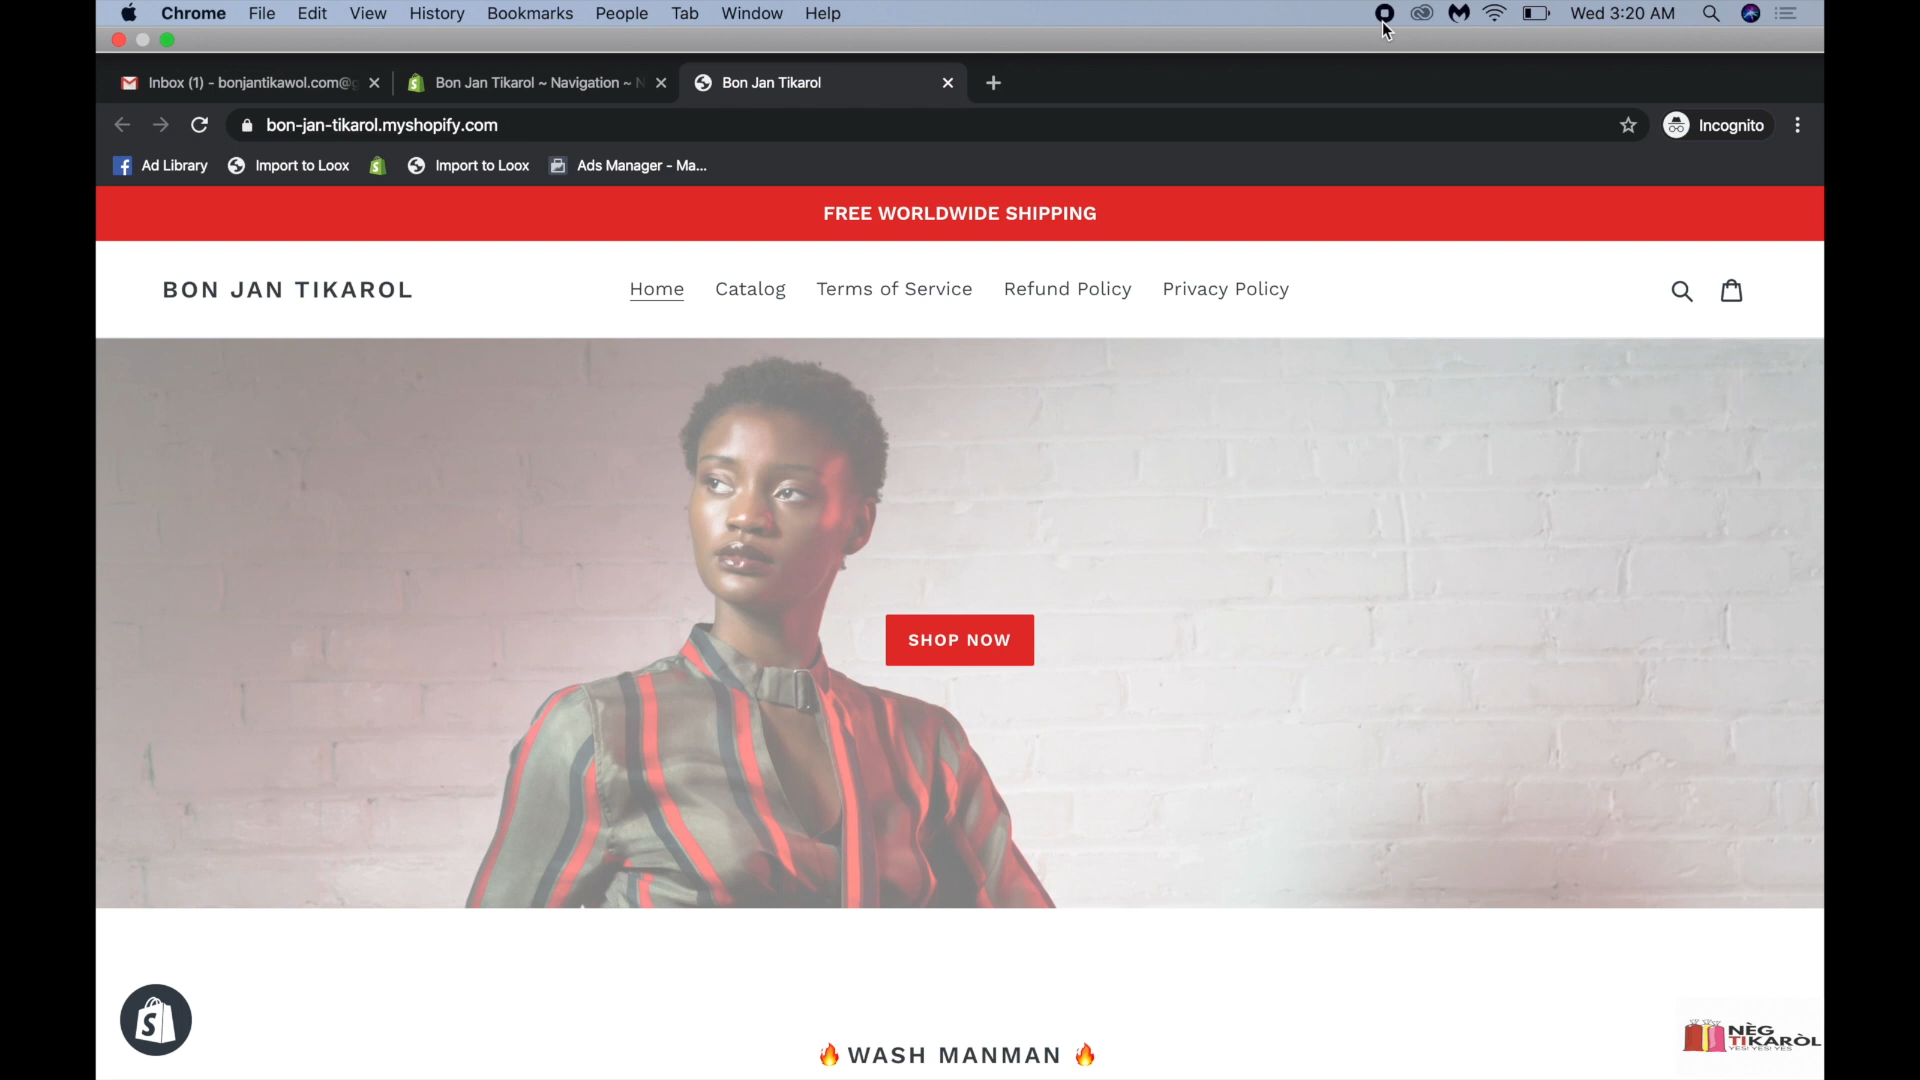 Chrome File Edit View History Bookmarks People Tab Window Help Wed 3:20 AM
Inbox (1) - bonjantikawol.com@g Bon Jan Tikarol ~ Navigation ~ N Bon Jan Tikarol
bon-jan-tikarol.myshopify.com Incognito
Ad Library Import to Loox Import to Loox Ads Manager - Ma...
FREE WORLDWIDE SHIPPING
BON JAN TIKAROL Home Catalog Terms of Service Refund Policy Privacy Policy
SHOP NOW
🔥WASH MANMAN 🔥
NÈG
TIKARÒL
YES! YES! YES